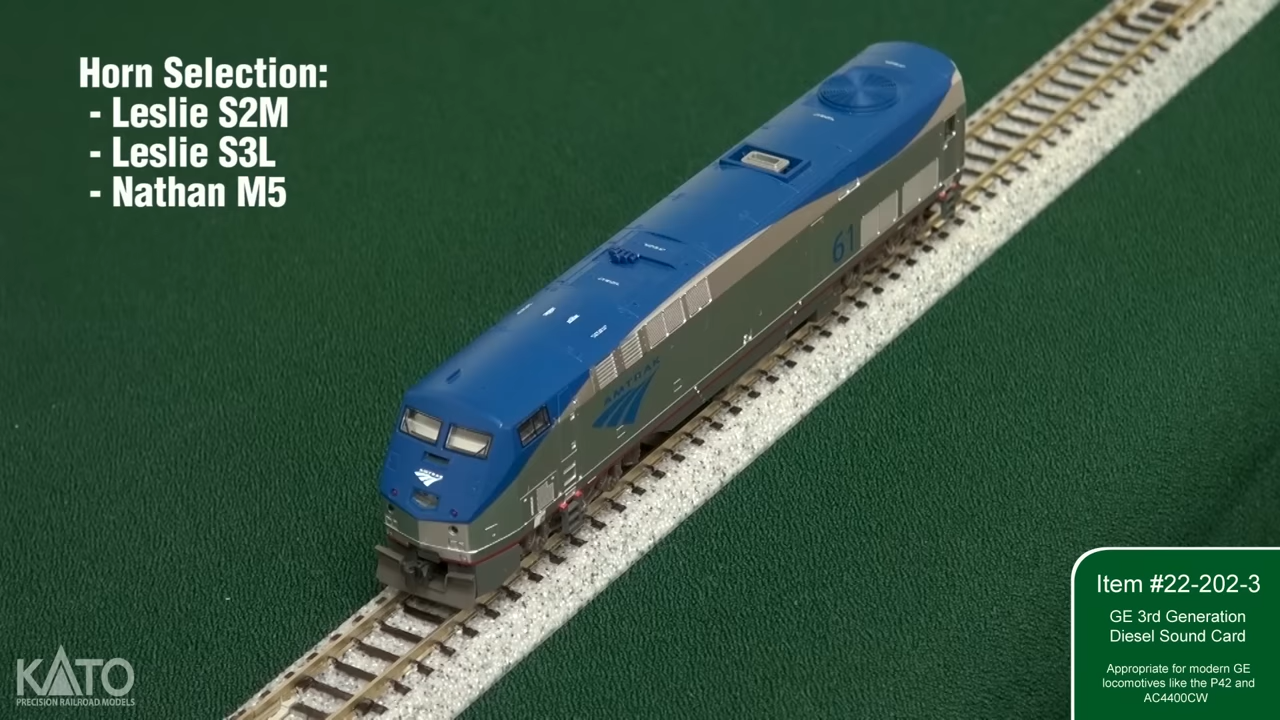 Horn Selection:
- Leslie S2M
- Leslie S3L
- Nathan M5
61
AMTRAK
AMTRAK
Item #22-202-3
GE 3rd Generation
Diesel Sound Card
Appropriate for modern GE
locomotives like the P42 and
AC4400CW
KATO
PRECISION RAILROAD MODELS